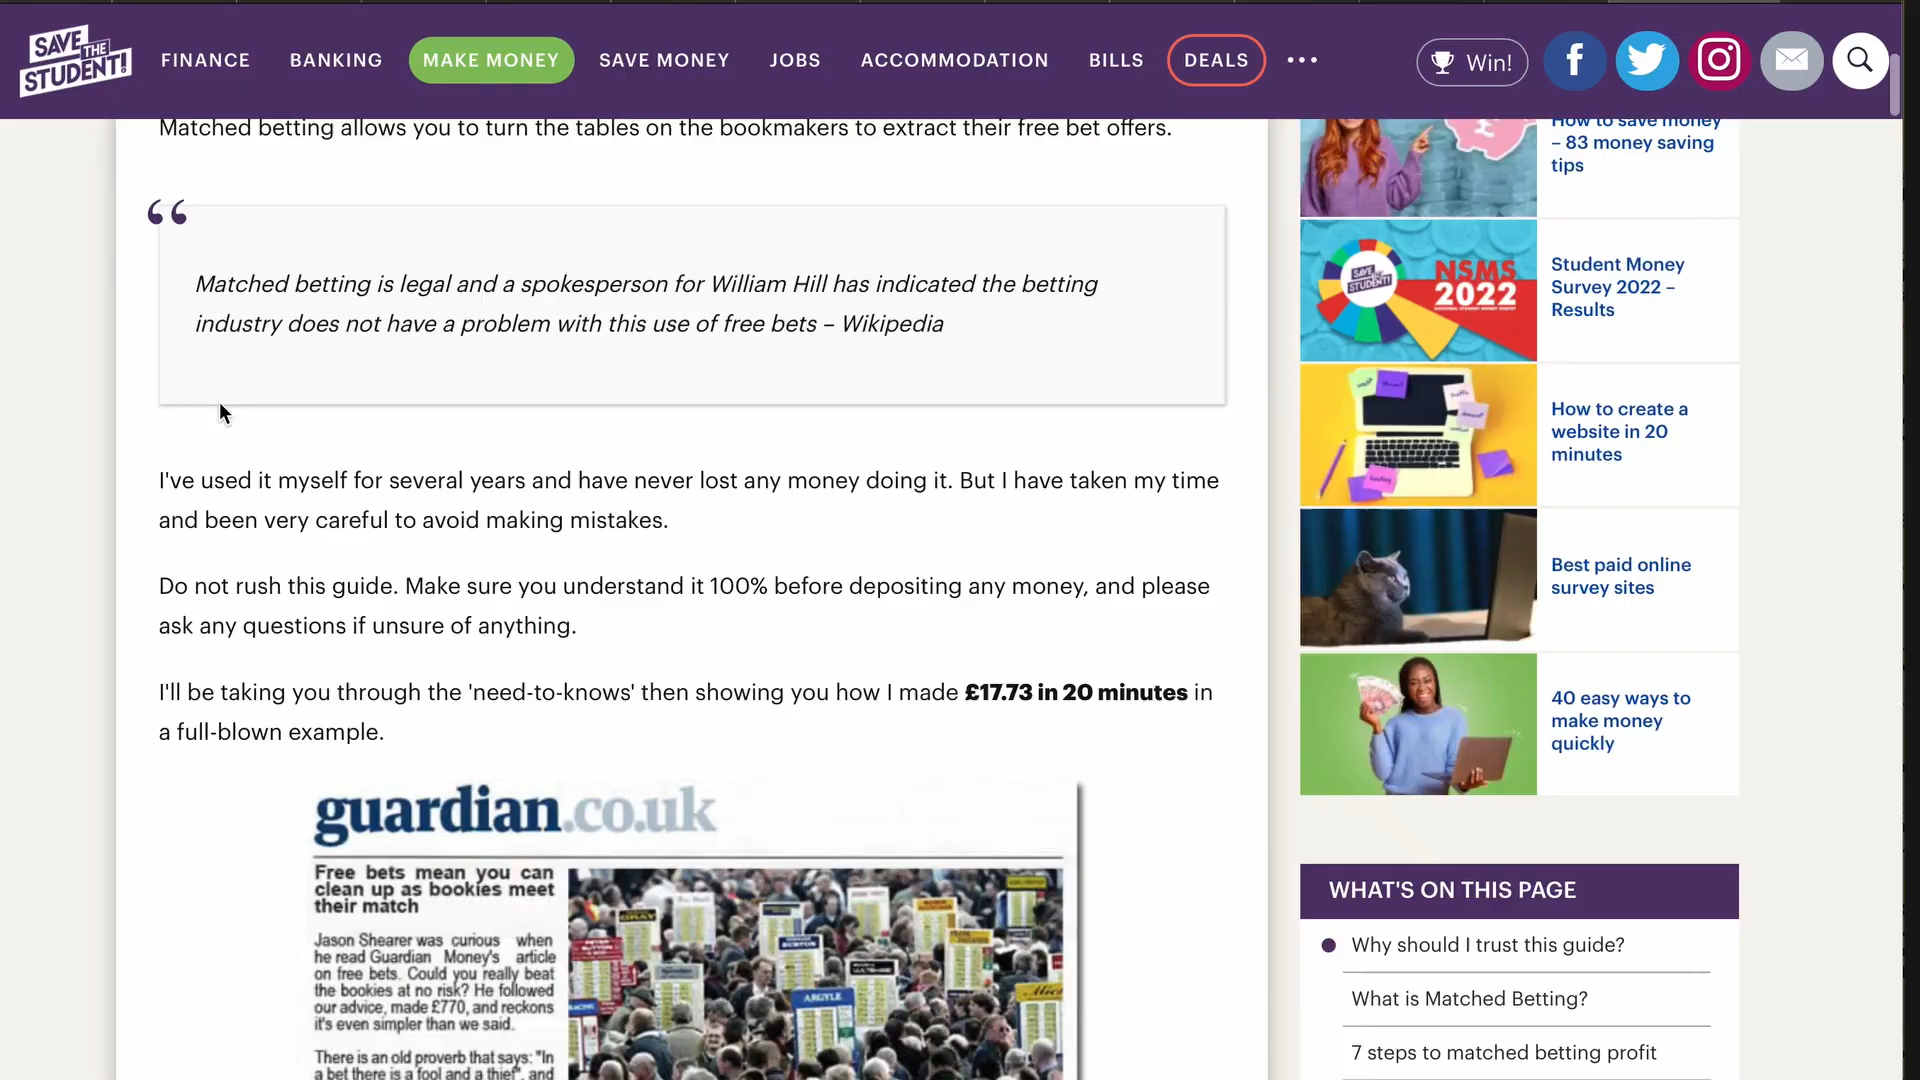 SAVE THE STUDENT!
FINANCE BANKING MAKE MONEY SAVE MONEY JOBS ACCOMMODATION BILLS DEALS ••• Win!
Matched betting allows you to turn the tables on the bookmakers to extract their free bet offers.
Matched betting is legal and a spokesperson for William Hill has indicated the betting
industry does not have a problem with this use of free bets – Wikipedia
I've used it myself for several years and have never lost any money doing it. But I have taken my time
and been very careful to avoid making mistakes.
Do not rush this guide. Make sure you understand it 100% before depositing any money, and please
ask any questions if unsure of anything.
I'll be taking you through the 'need-to-knows' then showing you how I made £17.73 in 20 minutes in
a full-blown example.
guardian.co.uk
Free bets mean you can
clean up as bookies meet
their match
Jason Shearer was curious when
he read Guardian Money's article
on free bets. Could you really beat
the bookies at no risk? He followed
our advice, made £770, and reckons
it's even simpler than we said.
There is an old proverb that says: "In
a bet there is a fool and a thief", and
ARGYLE
How to save money
– 83 money saving
tips
SAVE THE STUDENT!
NSMS
2022
NATIONAL STUDENT MONEY SURVEY
Student Money
Survey 2022 –
Results
How to create a
website in 20
minutes
Best paid online
survey sites
40 easy ways to
make money
quickly
WHAT'S ON THIS PAGE
Why should I trust this guide?
What is Matched Betting?
7 steps to matched betting profit